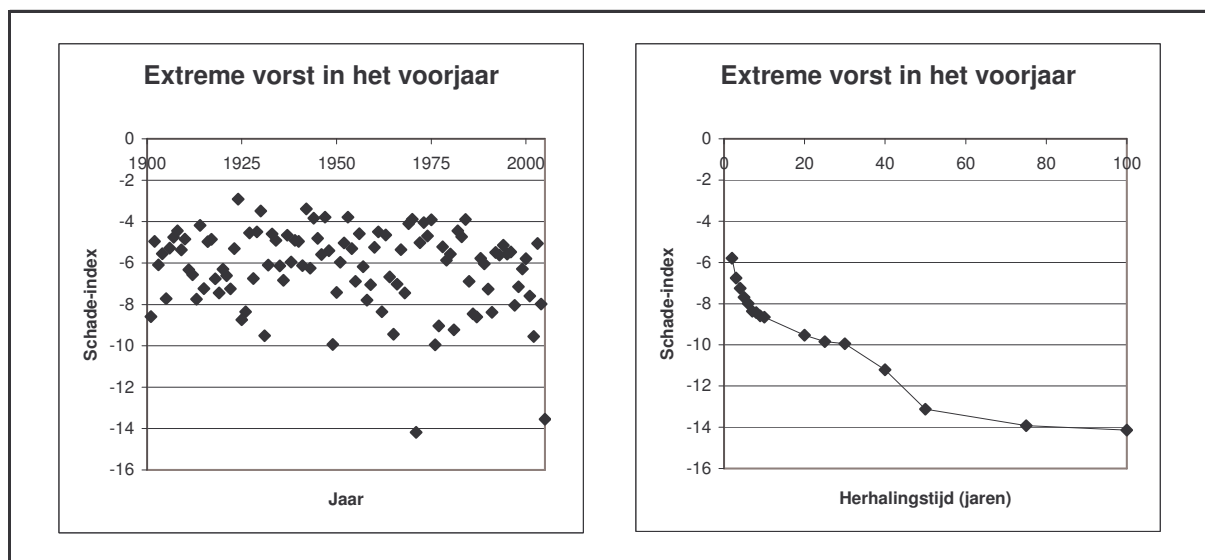 Extreme vorst in het voorjaar
0
-2
-4
-6
-8
-10
-12
-14
-16
1900 1925 1950 1975 2000
Schade-index
Jaar
Extreme vorst in het voorjaar
0
-2
-4
-6
-8
-10
-12
-14
-16
0 20 40 60 80 100
Schade-index
Herhalingstijd (jaren)